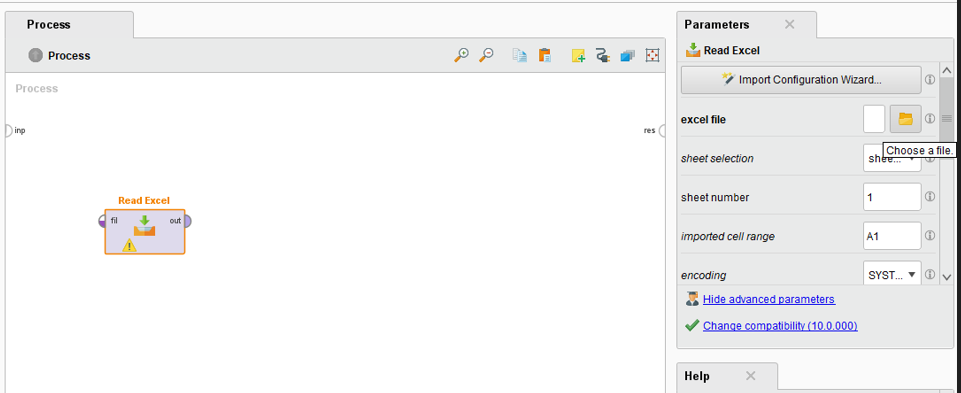 Process
Process
Process
inp
res
Read Excel
fil
out
Parameters
Read Excel
Import Configuration Wizard...
excel file
Choose a file.
sheet selection
shee...
sheet number
1
imported cell range
A1
encoding
SYST...
Hide advanced parameters
Change compatibility (10.0.000)
Help